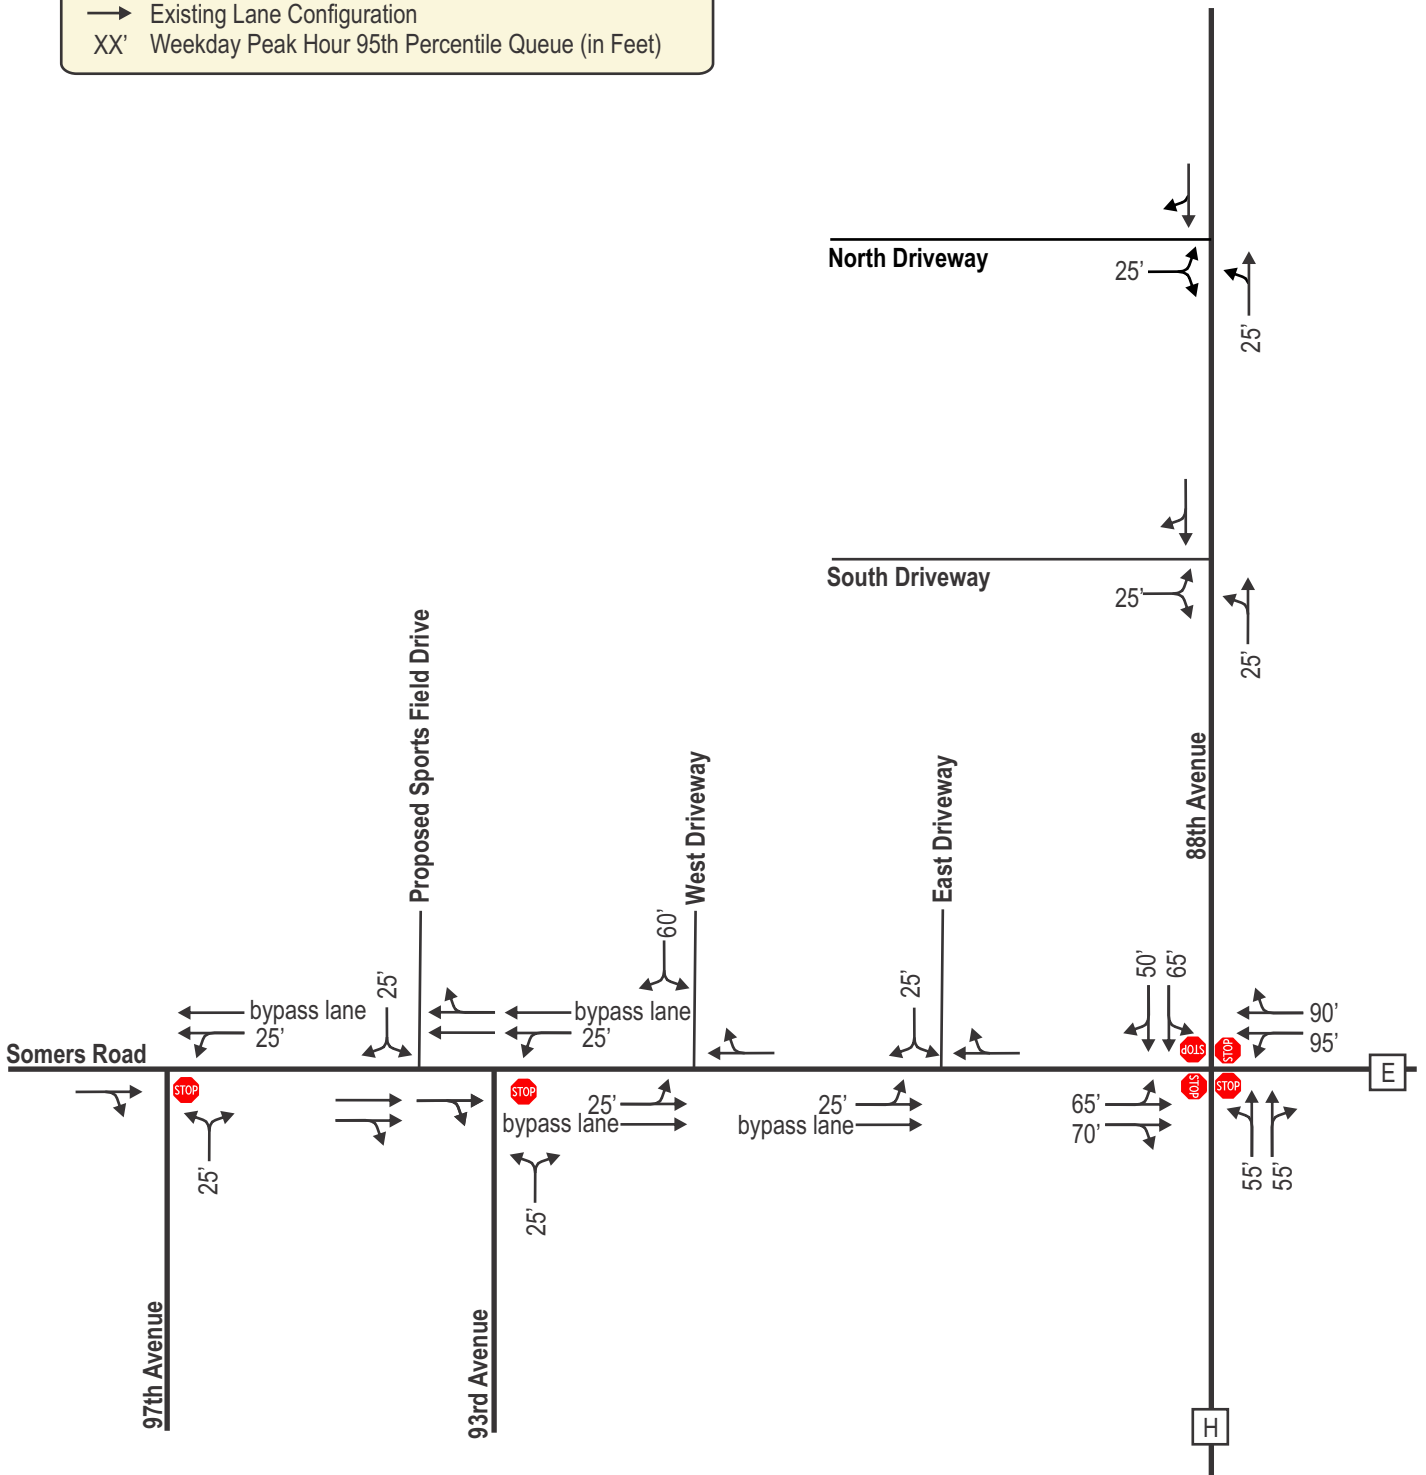 Existing Lane Configuration
XX' Weekday Peak Hour 95th Percentile Queue (in Feet)
North Driveway
25'
25'
South Driveway
25'
25'
Proposed Sports Field Drive
West Driveway
East Driveway
88th Avenue
60'
25'
25'
50'
65'
bypass lane
25'
bypass lane
25'
90'
95'
Somers Road
STOP
STOP
E
STOP
STOP
STOP
STOP
25'
bypass lane
25'
bypass lane
65'
70'
25'
25'
55'
55'
97th Avenue
93rd Avenue
H